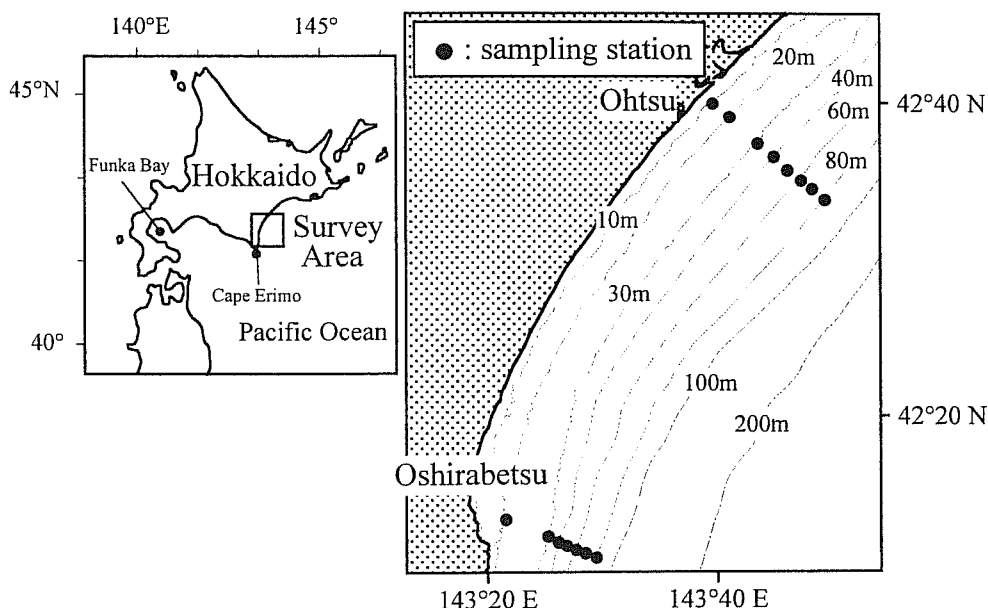 140°E
145°
45°N
Funka Bay
Hokkaido
Survey
Area
Cape Erimo
Pacific Ocean
40°
: sampling station
20m
40m
Ohtsu
60m
42°40 N
80m
10m
30m
100m
200m
42°20 N
Oshirabetsu
143°20 E
143°40 E